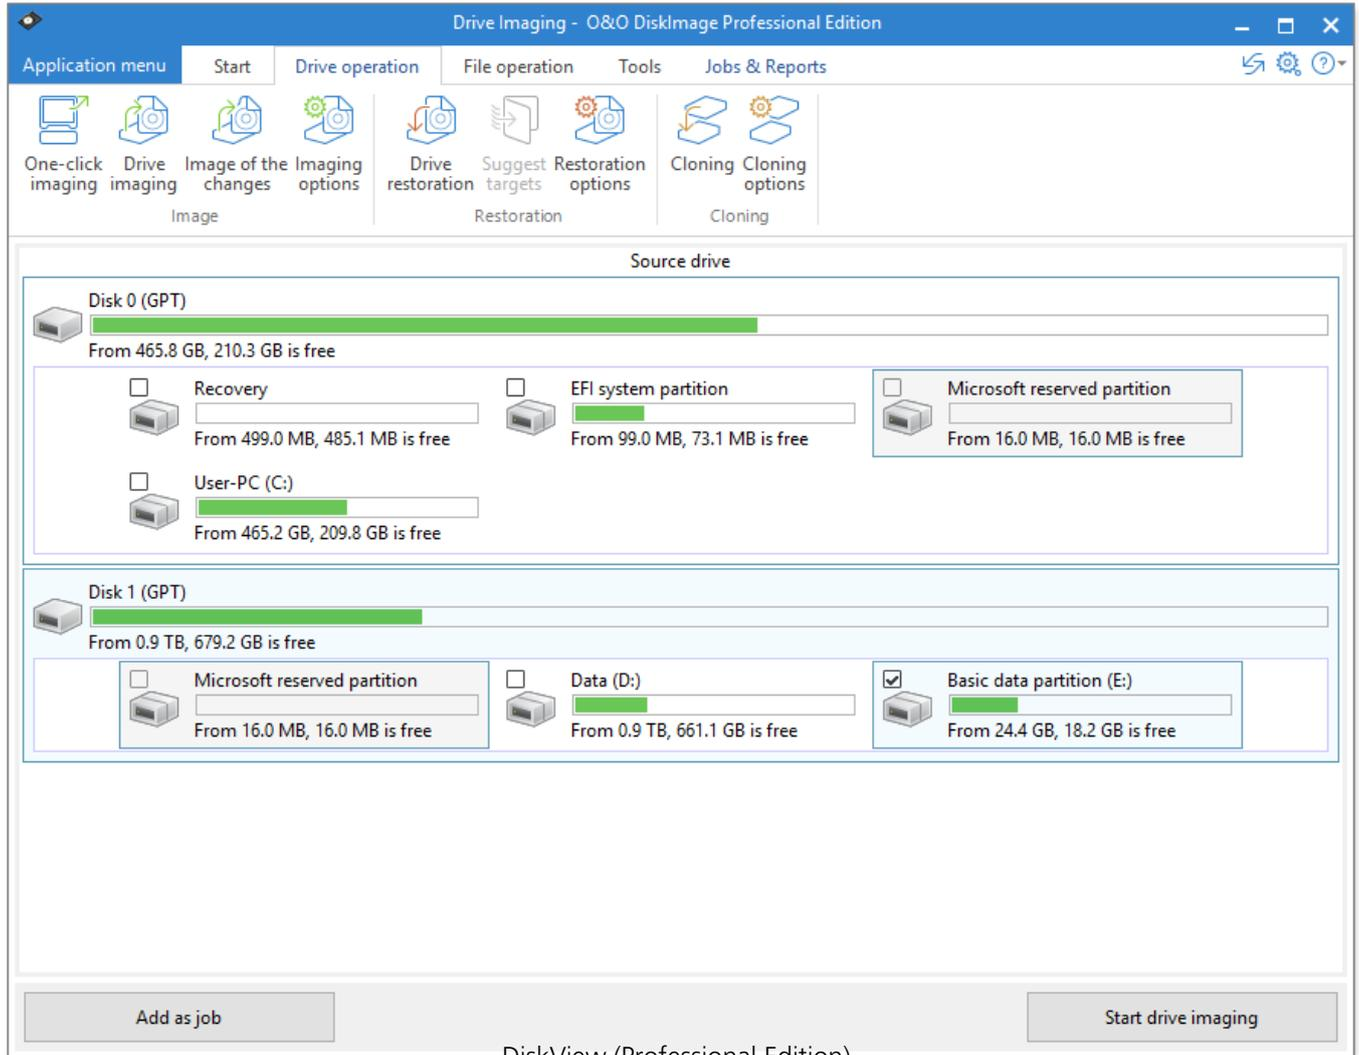 Drive Imaging - O&O DiskImage Professional Edition
Application menu Start Drive operation File operation Tools Jobs & Reports
One-click imaging
Drive imaging
Image of the changes
Imaging options
Image
Drive restoration
Suggest targets
Restoration options
Restoration
Cloning
Cloning options
Cloning
Source drive
Disk 0 (GPT)
From 465.8 GB, 210.3 GB is free
Recovery
From 499.0 MB, 485.1 MB is free
EFI system partition
From 99.0 MB, 73.1 MB is free
Microsoft reserved partition
From 16.0 MB, 16.0 MB is free
User-PC (C:)
From 465.2 GB, 209.8 GB is free
Disk 1 (GPT)
From 0.9 TB, 679.2 GB is free
Microsoft reserved partition
From 16.0 MB, 16.0 MB is free
Data (D:)
From 0.9 TB, 661.1 GB is free
Basic data partition (E:)
From 24.4 GB, 18.2 GB is free
Add as job
Start drive imaging
DiskView (Professional Edition)